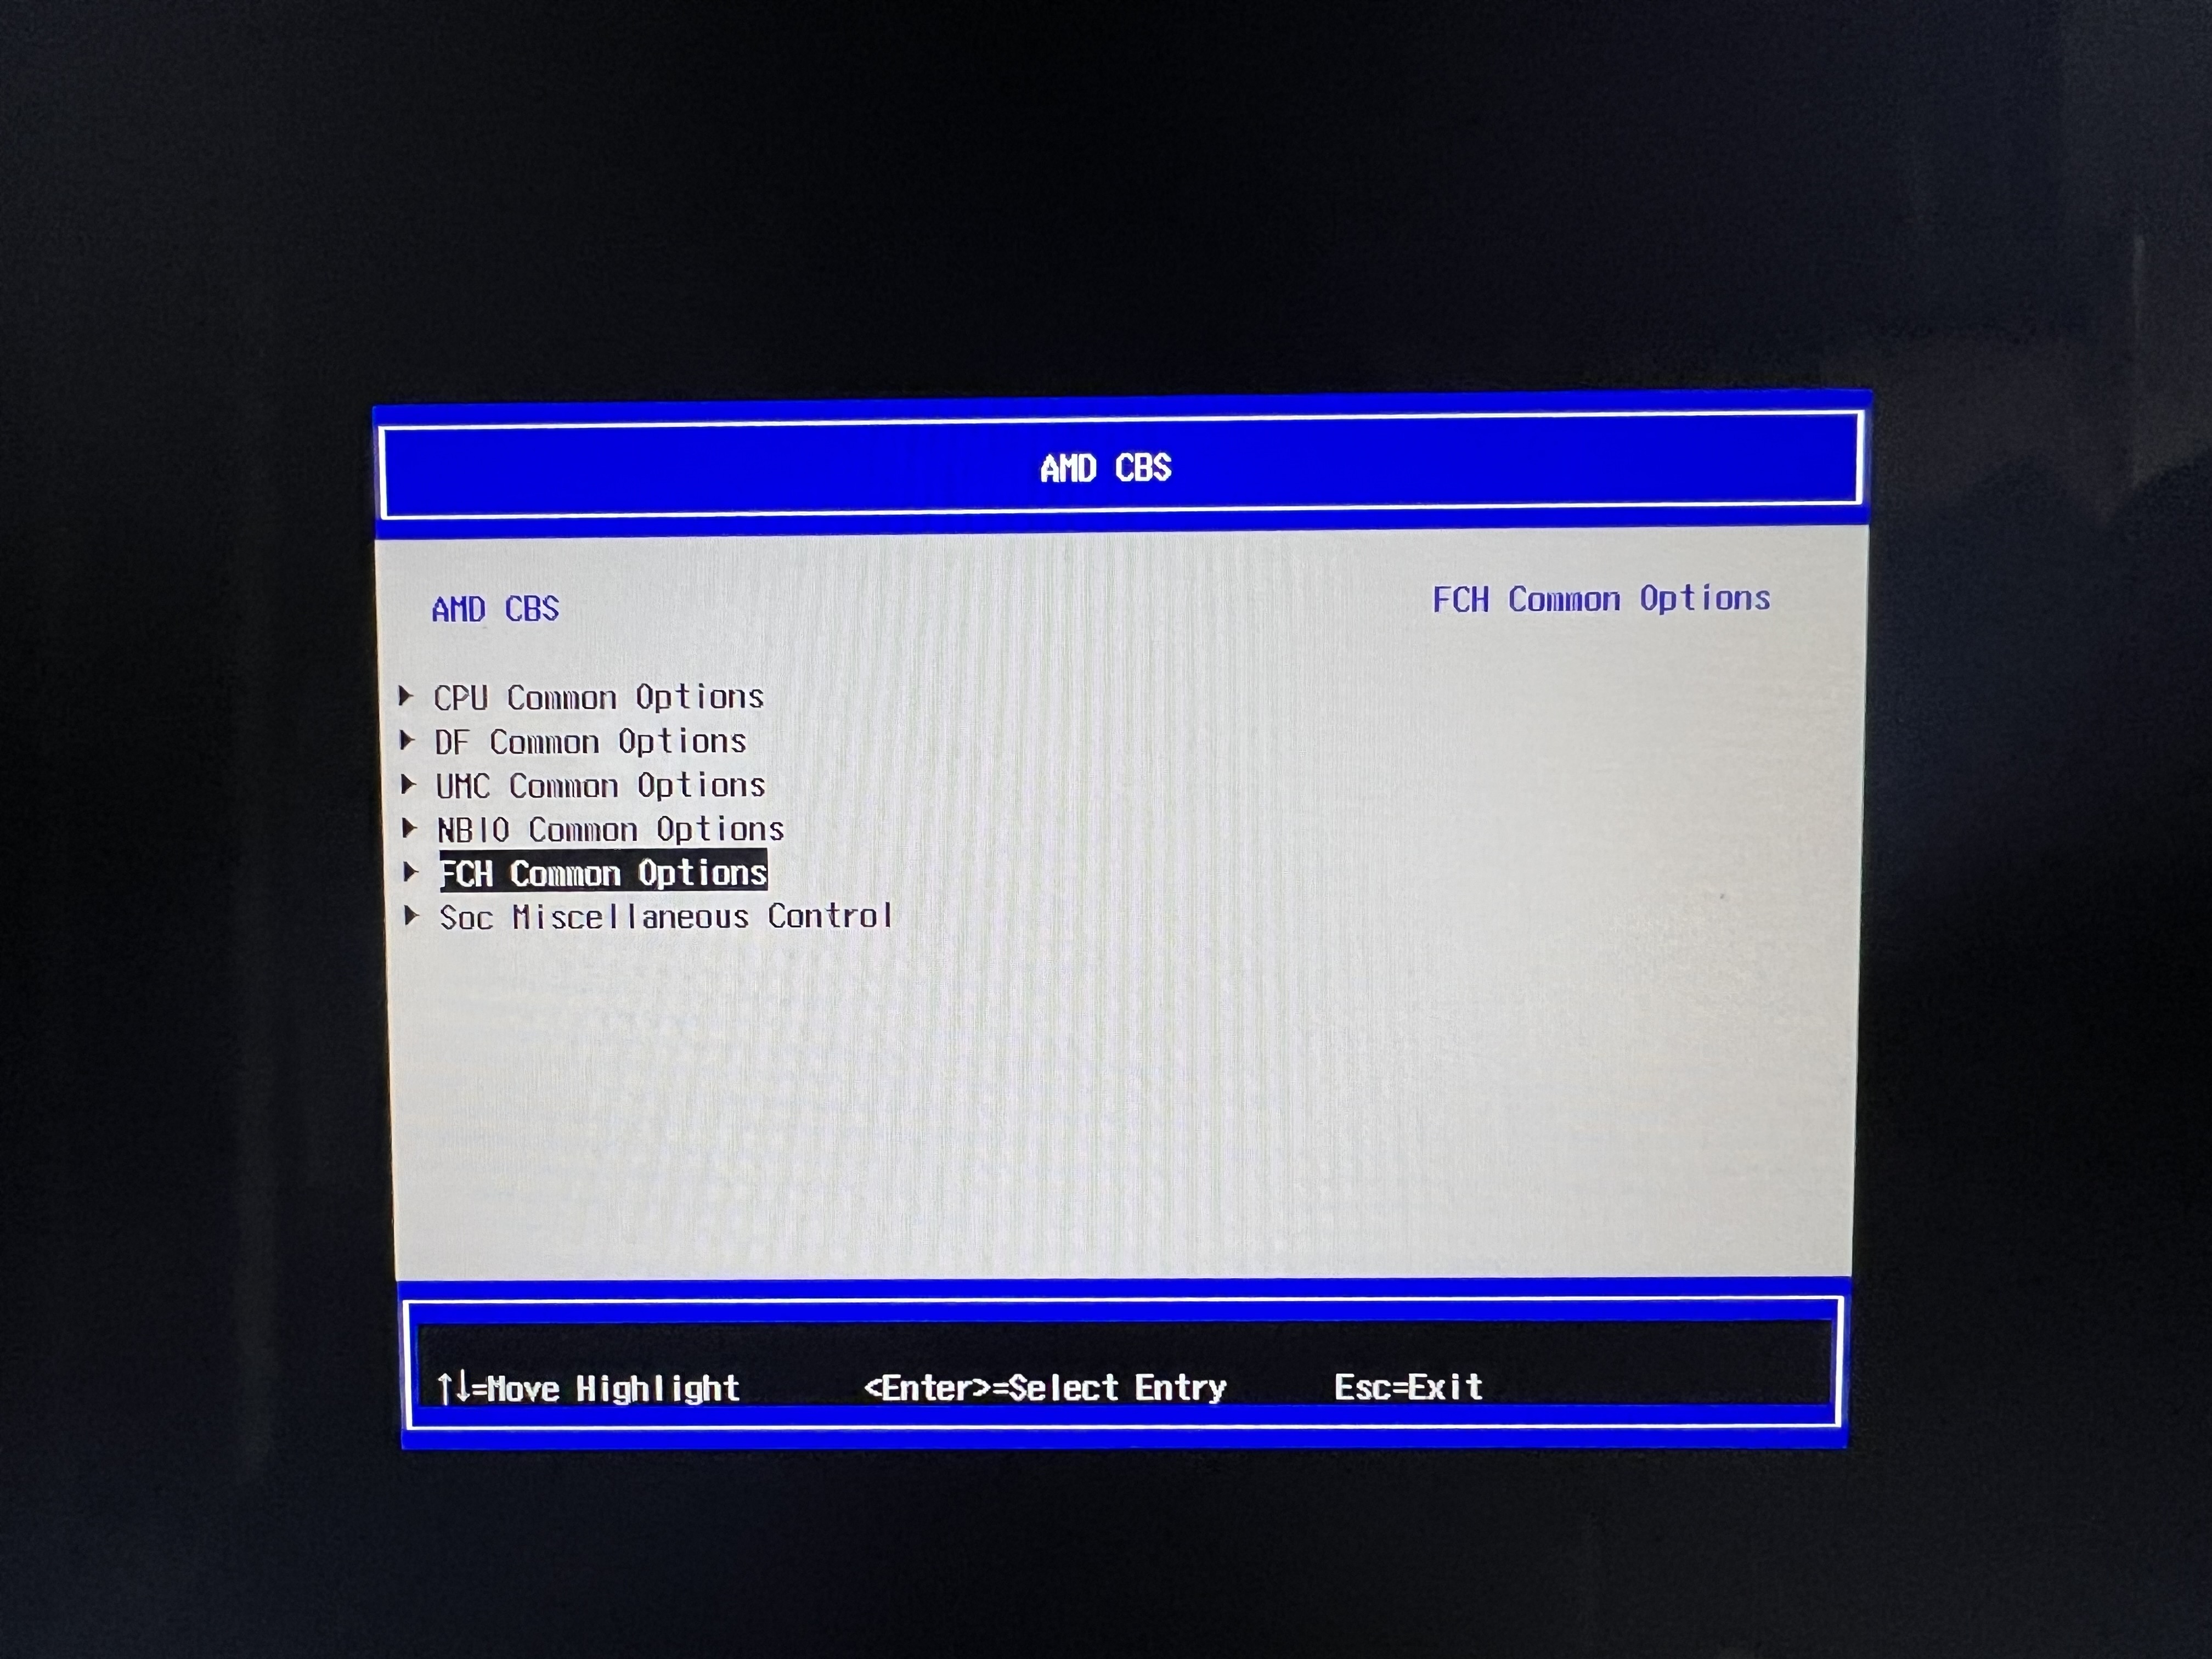 AMD CBS
AMD CBS
FCH Common Options
CPU Common Options
DF Common Options
UMC Common Options
NBIO Common Options
FCH Common Options
Soc Miscellaneous Control
↑↓=Move Highlight <Enter>=Select Entry Esc=Exit